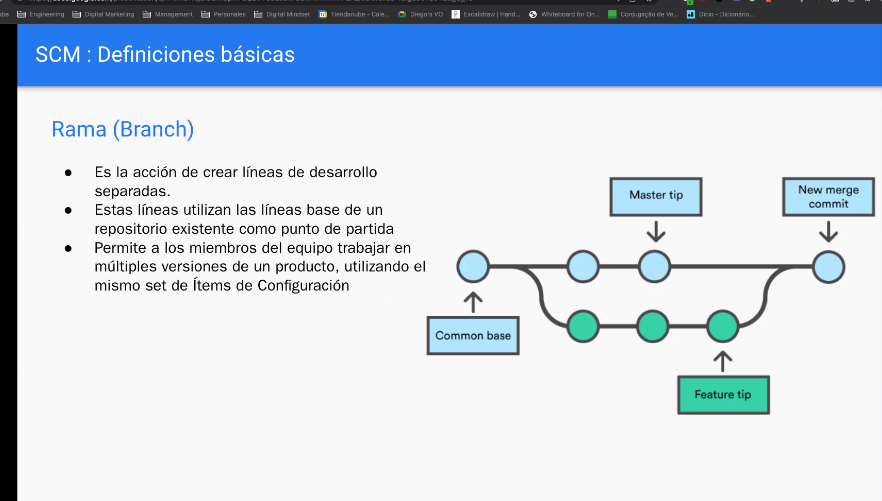 Engineering Digital Marketing Management Personales Digital Mindset Tiendanube - Cale... Diego's VD Excalidraw | Hand... Whiteboard for On... Conjugação de Ve... Dicio - Dicionário...
SCM : Definiciones básicas
Rama (Branch)
● Es la acción de crear líneas de desarrollo
separadas.
● Estas líneas utilizan las líneas base de un
repositorio existente como punto de partida
● Permite a los miembros del equipo trabajar en
múltiples versiones de un producto, utilizando el
mismo set de Ítems de Configuración
Master tip
New merge
commit
Common base
Feature tip